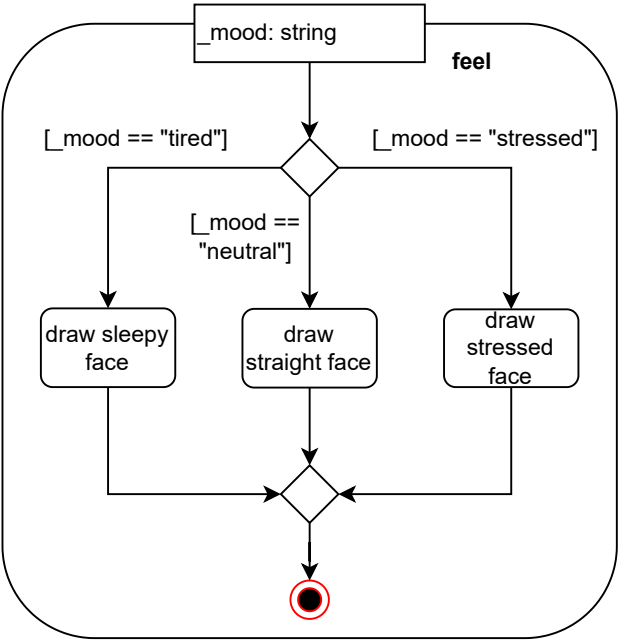 _mood: string
feel
[_mood == "tired"]
[_mood == "stressed"]
[_mood ==
"neutral"]
draw sleepy
face
draw
straight face
draw
stressed
face